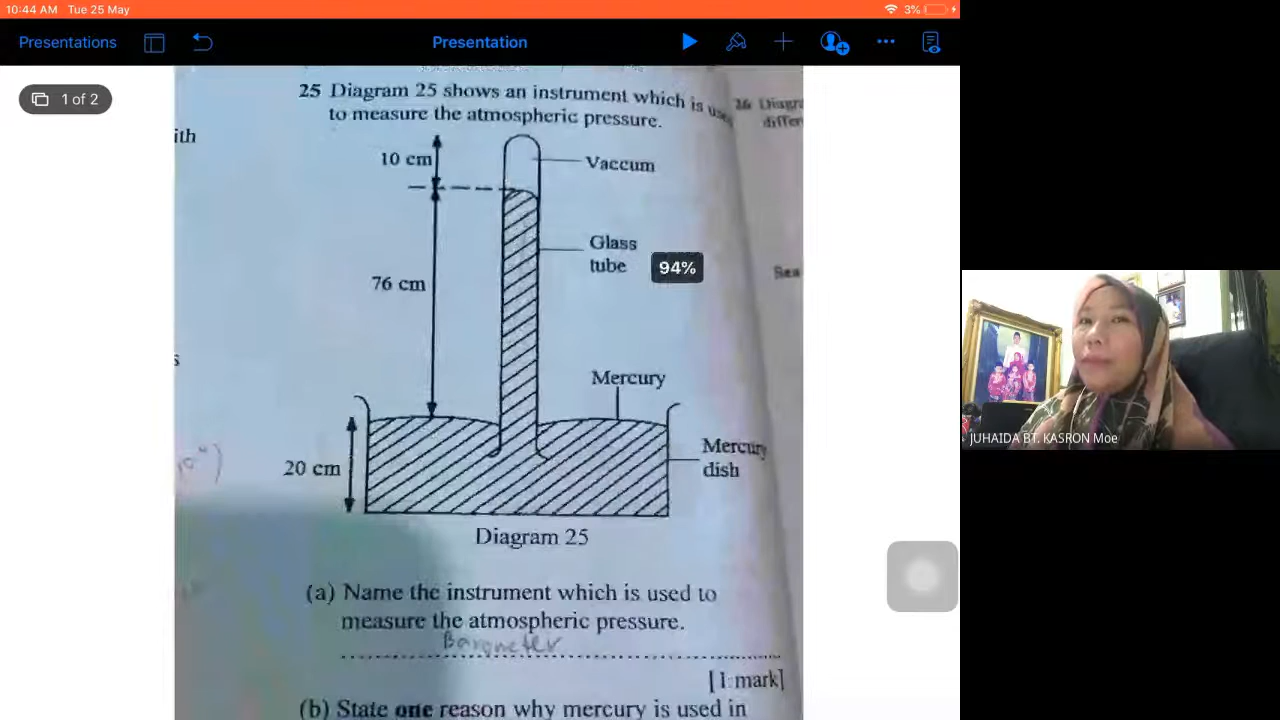 10:44 AM Tue 25 May
3%
Presentations
Presentation
1 of 2
25 Diagram 25 shows an instrument which is
to measure the atmospheric pressure.
26
ith
10 cm
Vaccum
Glass
tube
94%
76 cm
Mercury
Mercury
dish
20 cm
Diagram 25
(a) Name the instrument which is used to
measure the atmospheric pressure.
Barometer
[1 mark]
(b) State one reason why mercury is used in
JUHAIDA BT. KASRON Moe